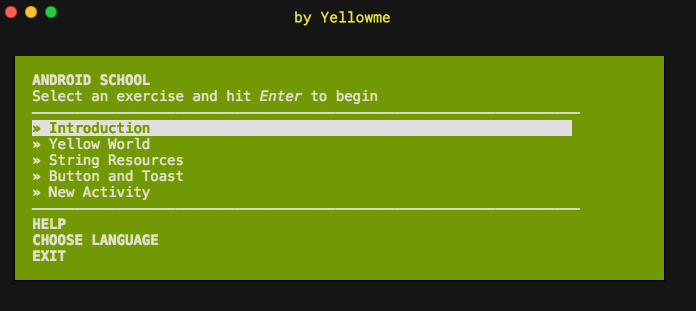 by Yellowme
ANDROID SCHOOL
Select an exercise and hit Enter to begin
» Introduction
» Yellow World
» String Resources
» Button and Toast
» New Activity
HELP
CHOOSE LANGUAGE
EXIT